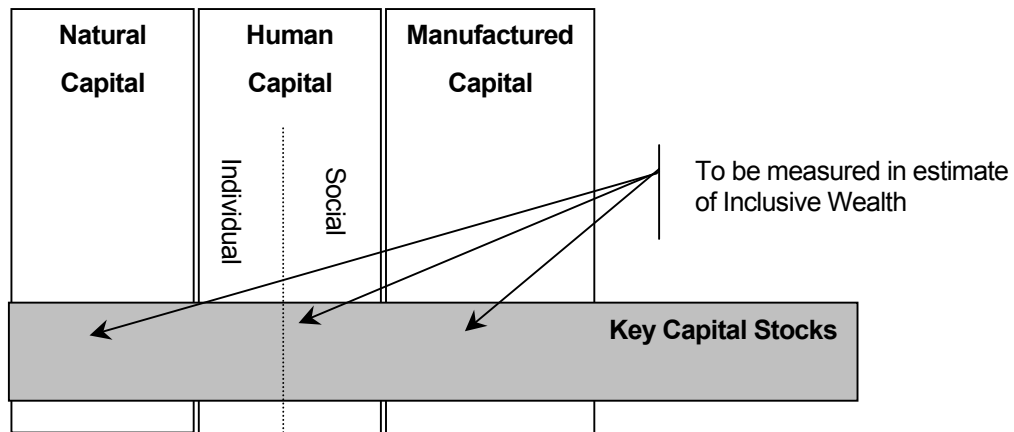 Natural
Capital
Human
Capital
Manufactured
Capital
Individual
Social
To be measured in estimate
of Inclusive Wealth
Key Capital Stocks